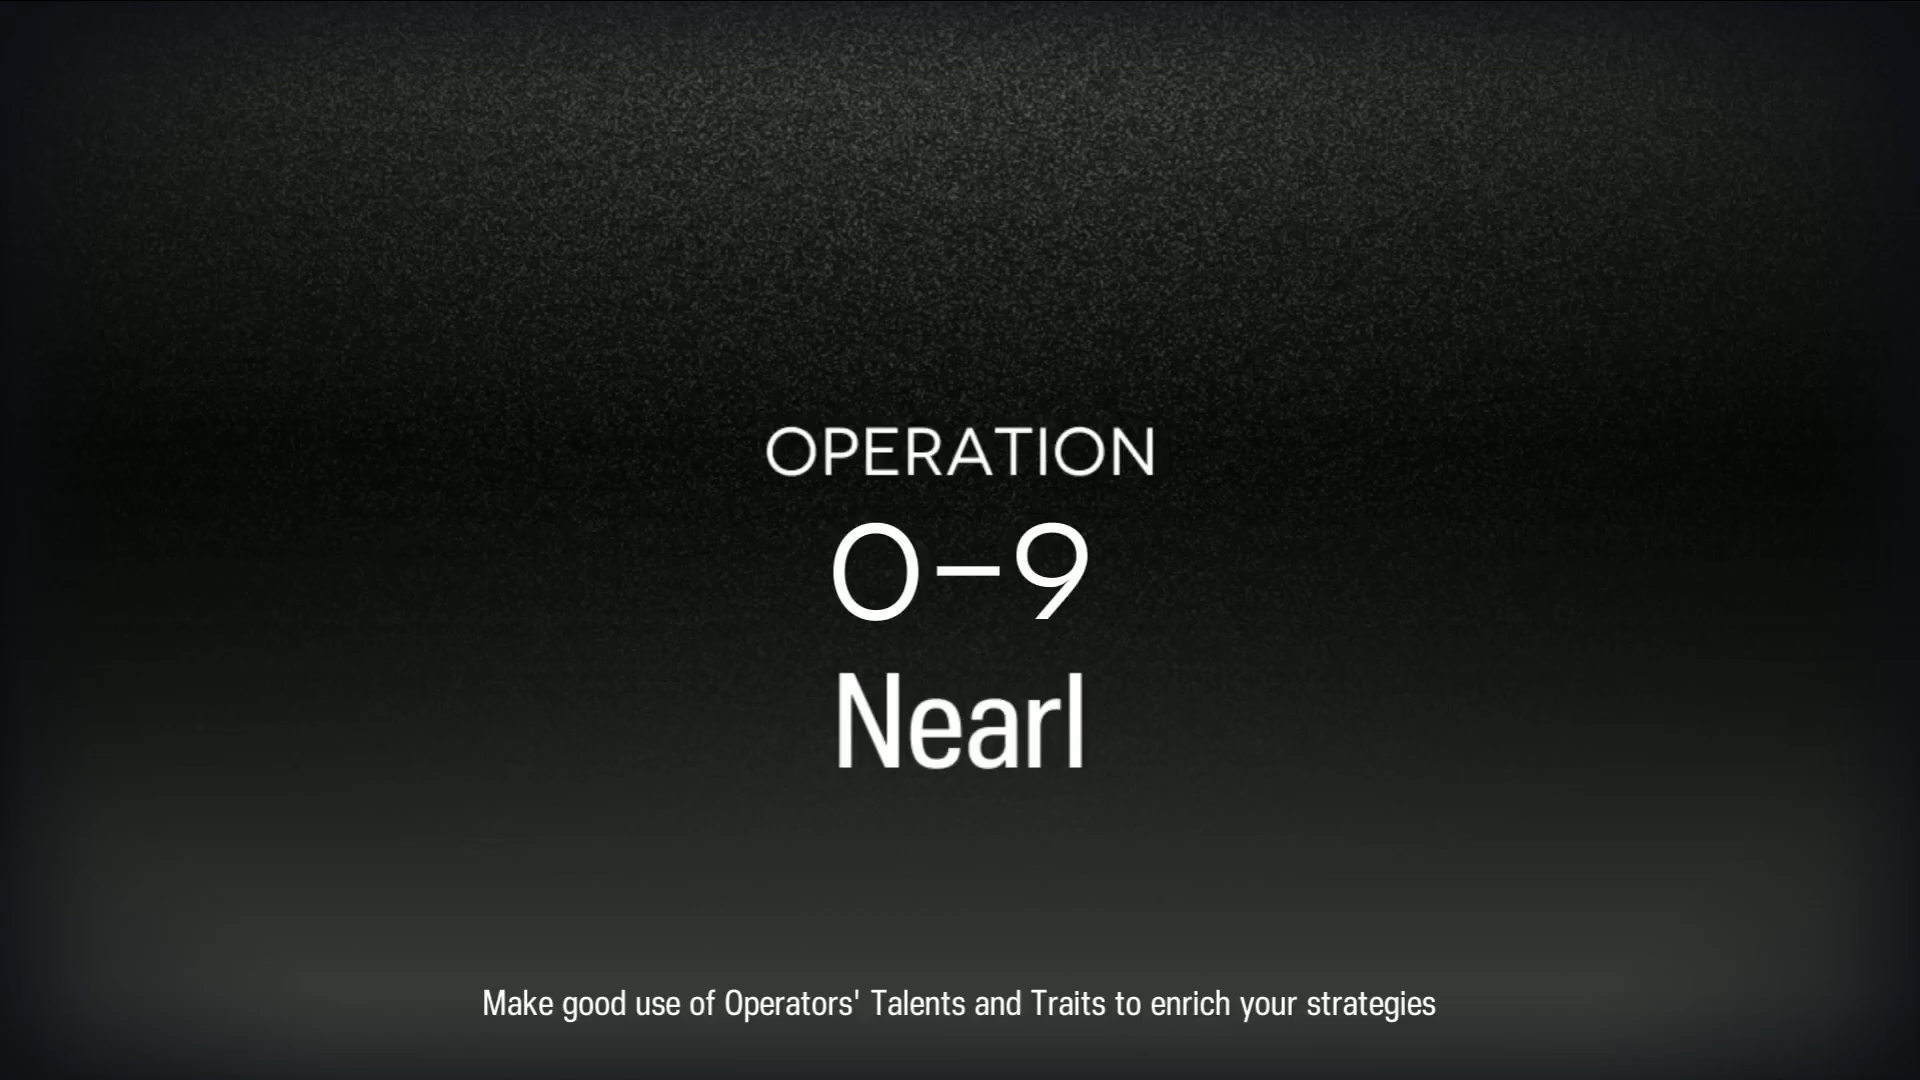 OPERATION
0-9
Nearl
Make good use of Operators' Talents and Traits to enrich your strategies